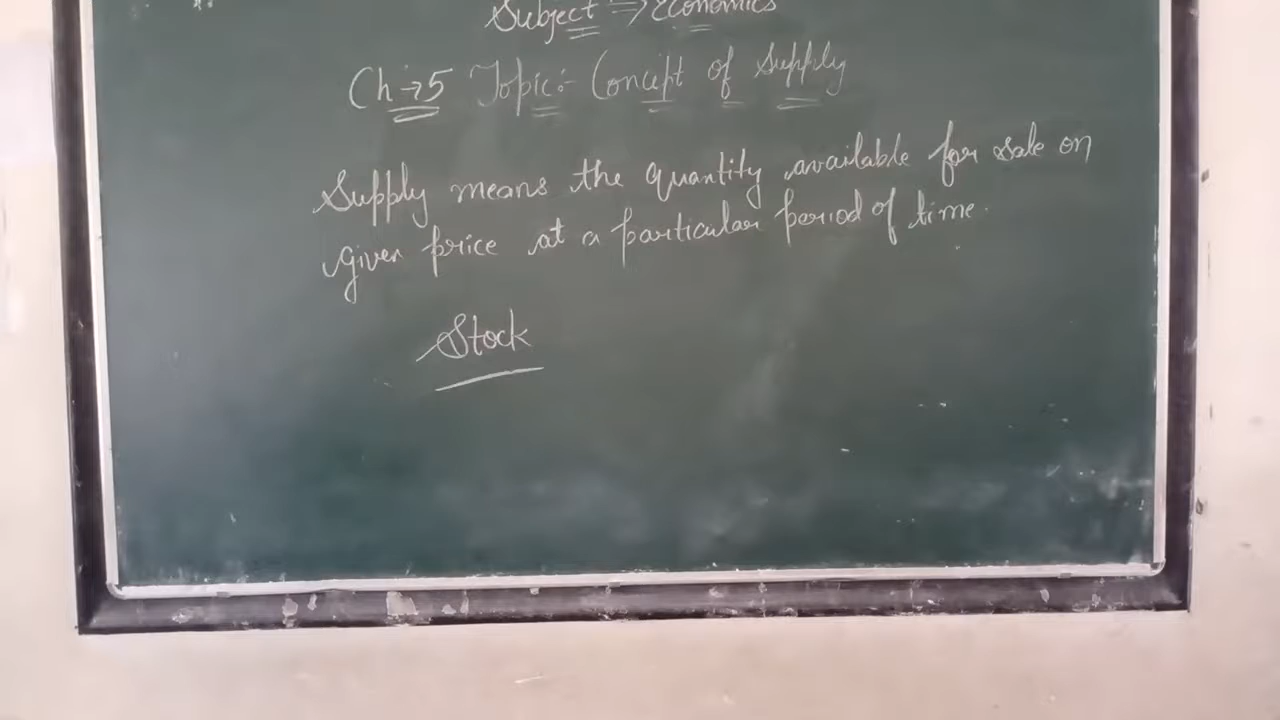 Subject ⇒ Economics
Ch → 5 Topic:- Concept of Supply
Supply means the quantity available for sale on
given price at a particular period of time.
Stock